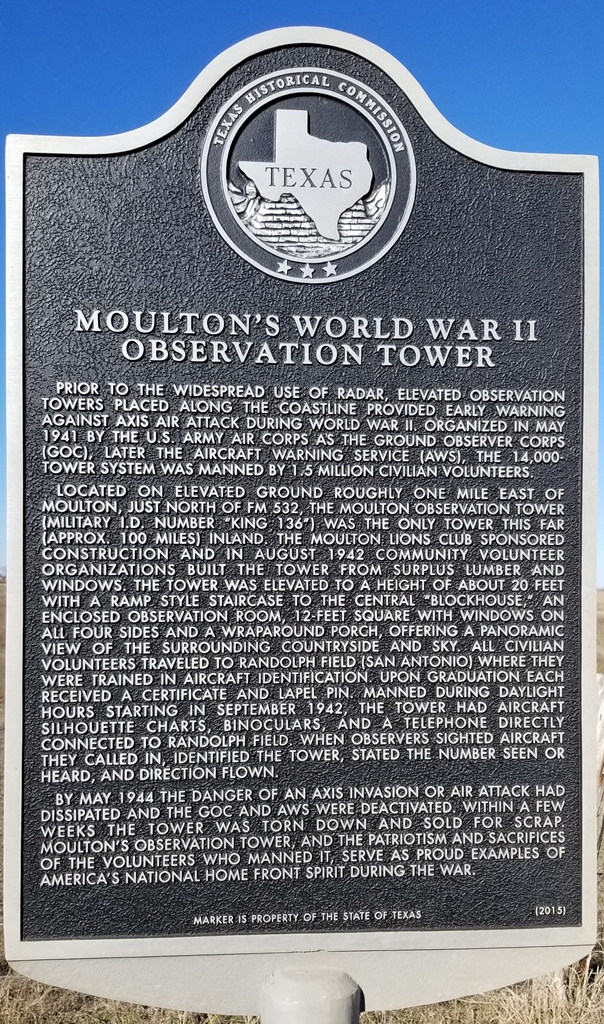 TEXAS HISTORICAL COMMISSION
TEXAS
MOULTON'S WORLD WAR II
OBSERVATION TOWER
PRIOR TO THE WIDESPREAD USE OF RADAR, ELEVATED OBSERVATION
TOWERS PLACED ALONG THE COASTLINE PROVIDED EARLY WARNING
AGAINST AXIS AIR ATTACK DURING WORLD WAR II. ORGANIZED IN MAY
1941 BY THE U.S. ARMY AIR CORPS AS THE GROUND OBSERVER CORPS
(GOC), LATER THE AIRCRAFT WARNING SERVICE (AWS), THE 14,000-
TOWER SYSTEM WAS MANNED BY 1.5 MILLION CIVILIAN VOLUNTEERS.
LOCATED ON ELEVATED GROUND ROUGHLY ONE MILE EAST OF
MOULTON, JUST NORTH OF FM 532, THE MOULTON OBSERVATION TOWER
(MILITARY I.D. NUMBER "KING 136") WAS THE ONLY TOWER THIS FAR
(APPROX. 100 MILES) INLAND. THE MOULTON LIONS CLUB SPONSORED
CONSTRUCTION AND IN AUGUST 1942 COMMUNITY VOLUNTEER
ORGANIZATIONS BUILT THE TOWER FROM SURPLUS LUMBER AND
WINDOWS. THE TOWER WAS ELEVATED TO A HEIGHT OF ABOUT 20 FEET
WITH A RAMP STYLE STAIRCASE TO THE CENTRAL "BLOCKHOUSE," AN
ENCLOSED OBSERVATION ROOM, 12-FEET SQUARE WITH WINDOWS ON
ALL FOUR SIDES AND A WRAPAROUND PORCH, OFFERING A PANORAMIC
VIEW OF THE SURROUNDING COUNTRYSIDE AND SKY. ALL CIVILIAN
VOLUNTEERS TRAVELED TO RANDOLPH FIELD (SAN ANTONIO) WHERE THEY
WERE TRAINED IN AIRCRAFT IDENTIFICATION. UPON GRADUATION EACH
RECEIVED A CERTIFICATE AND LAPEL PIN. MANNED DURING DAYLIGHT
HOURS STARTING IN SEPTEMBER 1942, THE TOWER HAD AIRCRAFT
SILHOUETTE CHARTS, BINOCULARS, AND A TELEPHONE DIRECTLY
CONNECTED TO RANDOLPH FIELD. WHEN OBSERVERS SIGHTED AIRCRAFT
THEY CALLED IN, IDENTIFIED THE TOWER, STATED THE NUMBER SEEN OR
HEARD, AND DIRECTION FLOWN.
BY MAY 1944 THE DANGER OF AN AXIS INVASION OR AIR ATTACK HAD
DISSIPATED AND THE GOC AND AWS WERE DEACTIVATED. WITHIN A FEW
WEEKS THE TOWER WAS TORN DOWN AND SOLD FOR SCRAP.
MOULTON'S OBSERVATION TOWER, AND THE PATRIOTISM AND SACRIFICES
OF THE VOLUNTEERS WHO MANNED IT, SERVE AS PROUD EXAMPLES OF
AMERICA'S NATIONAL HOME FRONT SPIRIT DURING THE WAR.
(2015)
MARKER IS PROPERTY OF THE STATE OF TEXAS